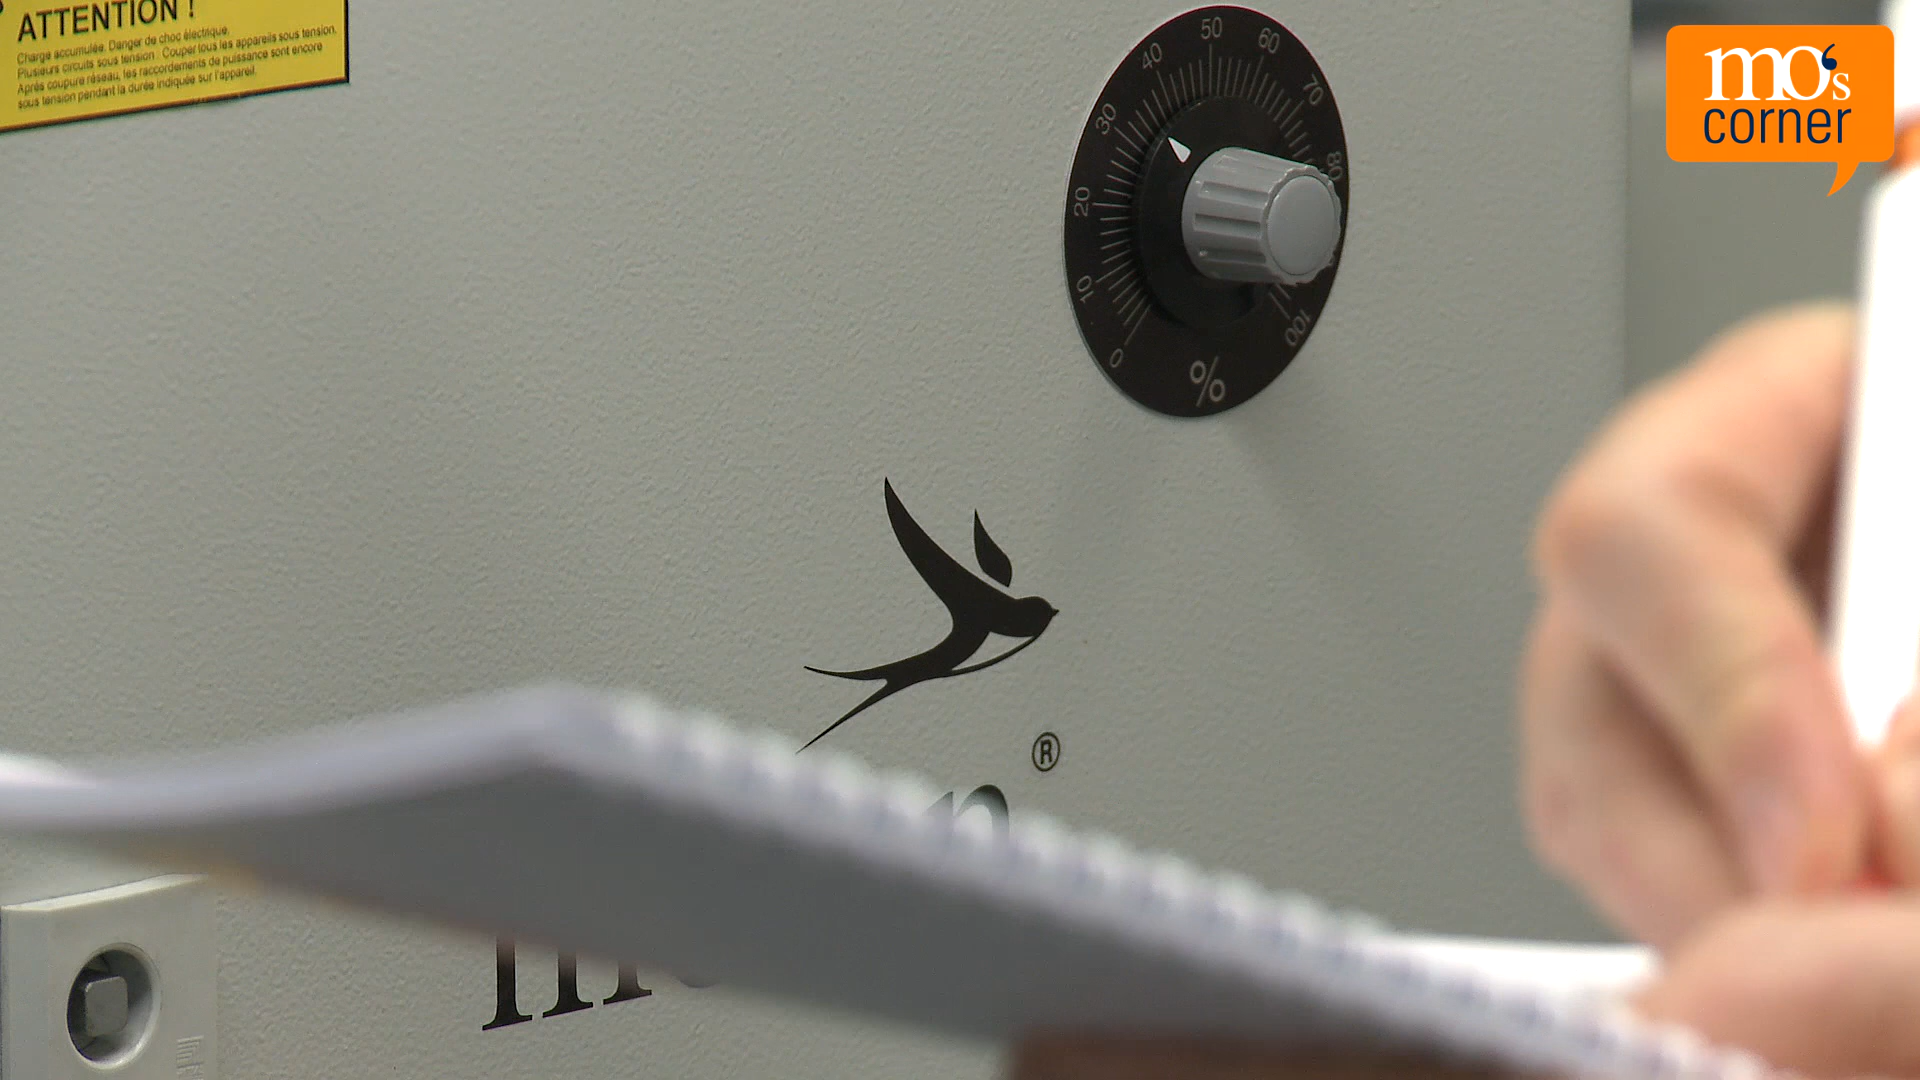 ATTENTION !
Charge accumulée. Danger de choc électrique.
Plusieurs circuits sous tension : Couper tous les appareils sous tension.
Après coupure réseau, les raccordements de puissance sont encore
sous tension pendant la durée indiquée sur l'appareil.
0 10 20 30 40 50 60 70 80 100
%
®
mo's
corner